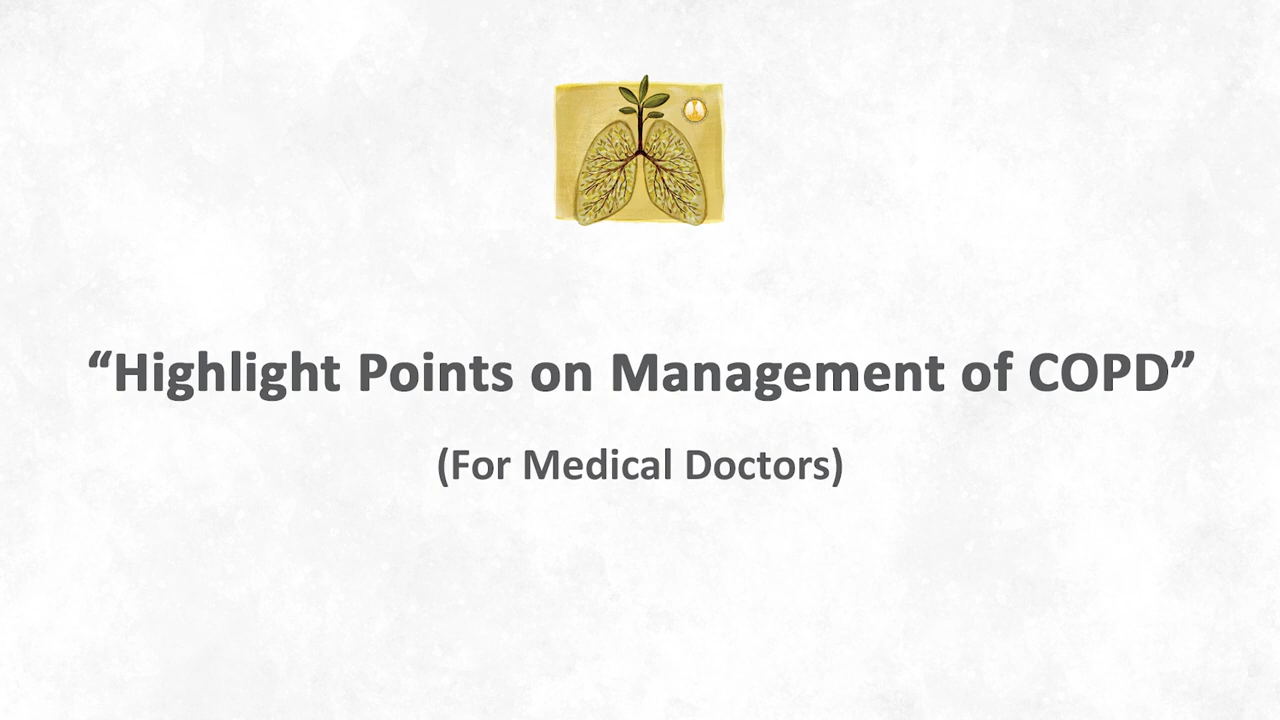 “Highlight Points on Management of COPD”
(For Medical Doctors)